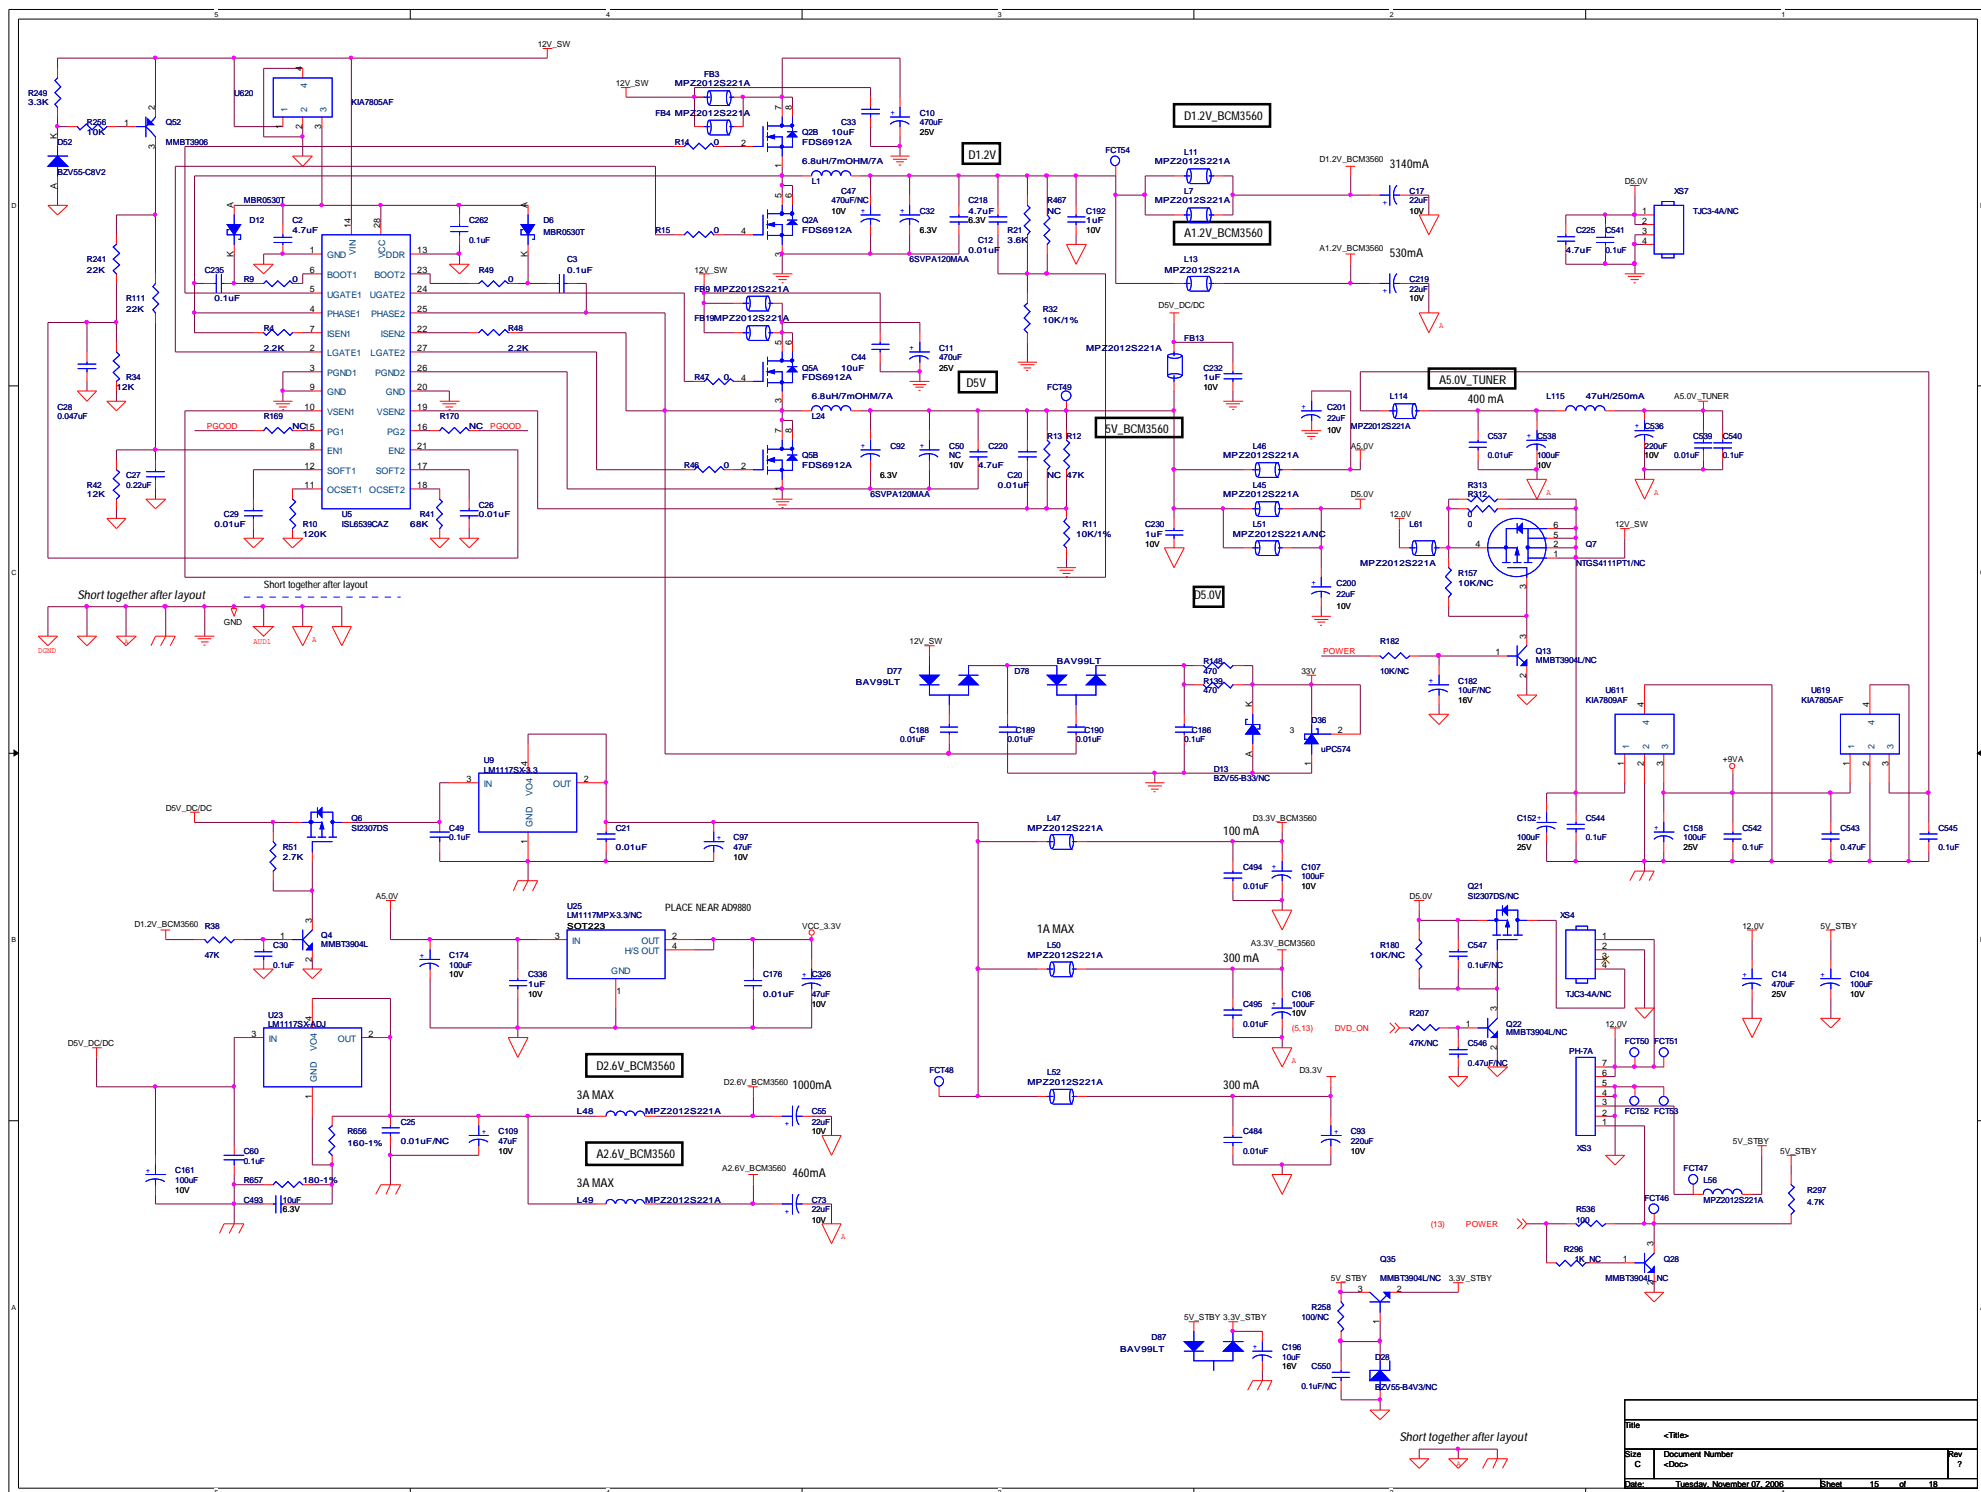 5 4 3 2 1
12V_SW
R249
3.3K
R256
10K
D52
BZV55-C8V2
Q52
MMBT3906
U620
KIA7805AF
12V_SW
FB3
MPZ2012S221A
FB4 MPZ2012S221A
R14 0
C33
10uF
C10
470uF
25V
Q2B
FDS6912A
D1.2V
6.8uH/7mOHM/7A
L1
C47
470uF/NC
10V
C32
6.3V
C218
4.7uF
6.3V
C12
0.01uF
R21
3.6K
R467
NC
C192
1uF
10V
6SVPA120MAA
Q2A
FDS6912A
R15 0
FCT54
D1.2V_BCM3560
L11
MPZ2012S221A
L7
MPZ2012S221A
D1.2V_BCM3560
3140mA
C17
22uF
10V
A1.2V_BCM3560
L13
MPZ2012S221A
A1.2V_BCM3560
530mA
C219
22uF
10V
D5.0V
XS7
TJC3-4A/NC
C225
4.7uF
C541
0.1uF
MBR0530T
D12
C2
4.7uF
C262
0.1uF
D6
MBR0530T
R241
22K
R111
22K
C235
0.1uF
R9 0
R49 0
C3
0.1uF
GND VIN VCC VDDR
BOOT1 BOOT2
UGATE1 UGATE2
PHASE1 PHASE2
ISEN1 ISEN2
LGATE1 LGATE2
PGND1 PGND2
GND GND
VSEN1 VSEN2
PG1 PG2
EN1 EN2
SOFT1 SOFT2
OCSET1 OCSET2
U5
ISL6539CAZ
R4
2.2K
R48
2.2K
R34
12K
C28
0.047uF
PGOOD R169 NC
R170 NC PGOOD
R42
12K
C27
0.22uF
C29
0.01uF
R10
120K
R41
68K
C26
0.01uF
12V_SW
FB9 MPZ2012S221A
FB19 MPZ2012S221A
C44
10uF
C11
470uF
25V
Q5A
FDS6912A
R47 0
D5V
6.8uH/7mOHM/7A
L24
FCT49
C92
6.3V
C50
NC
10V
C220
4.7uF
C20
0.01uF
R13
NC
R12
47K
6SVPA120MAA
Q5B
FDS6912A
R46 0
R32
10K/1%
R11
10K/1%
D5V_DC/DC
MPZ2012S221A
FB13
C232
1uF
10V
5V_BCM3560
L46
MPZ2012S221A
A5.0V
C201
22uF
10V
L45
MPZ2012S221A
D5.0V
L51
MPZ2012S221A/NC
C230
1uF
10V
C200
22uF
10V
D5.0V
A5.0V_TUNER
400 mA
L114
MPZ2012S221A
L115
47uH/250mA
A5.0V_TUNER
C537
0.01uF
C538
100uF
10V
C536
220uF
10V
C539
0.01uF
C540
0.1uF
R313
R312
0
0
12.0V
L61
MPZ2012S221A
R157
10K/NC
Q7
NTGS4111PT1/NC
12V_SW
POWER
R182
10K/NC
C182
10uF/NC
16V
Q13
MMBT3904L/NC
Short together after layout
Short together after layout
DGND A GND AUD1 A
12V_SW
D77
BAV99LT
D78
BAV99LT
R148
470
R139
470
33V
C188
0.01uF
C189
0.01uF
C190
0.01uF
C186
0.1uF
D13
BZV55-B33/NC
D36
uPC574
U611
KIA7809AF
U619
KIA7805AF
+9VA
C152
100uF
25V
C544
0.1uF
C158
100uF
25V
C542
0.1uF
C543
0.47uF
C545
0.1uF
D5V_DC/DC
Q6
SI2307DS
R51
2.7K
D1.2V_BCM3560
R38
47K
C30
0.1uF
Q4
MMBT3904L
U9
LM1117SX-3.3
IN VO4 OUT
GND
C49
0.1uF
C21
0.01uF
C97
47uF
10V
A5.0V
U25
LM1117MPX-3.3/NC
SOT223
PLACE NEAR AD9880
IN OUT
H/S OUT
GND
VCC_3.3V
C174
100uF
10V
C336
1uF
10V
C176
0.01uF
C326
47uF
10V
U23
LM1117SX-ADJ
IN VO4 OUT
GND
D5V_DC/DC
C161
100uF
10V
C60
0.1uF
R656
160-1%
R657 180-1%
C493 10uF
6.3V
C25
0.01uF/NC
C109
47uF
10V
D2.6V_BCM3560
3A MAX
L48 MPZ2012S221A
D2.6V_BCM3560
1000mA
C55
22uF
10V
A2.6V_BCM3560
3A MAX
L49 MPZ2012S221A
A2.6V_BCM3560
460mA
C73
22uF
10V
A
L47
MPZ2012S221A
100 mA
D3.3V_BCM3560
C494
0.01uF
C107
100uF
10V
1A MAX
L50
MPZ2012S221A
300 mA
A3.3V_BCM3560
C495
0.01uF
C106
100uF
10V
A
FCT48
L52
MPZ2012S221A
300 mA
D3.3V
C484
0.01uF
C93
220uF
10V
D5.0V
Q21
SI2307DS/NC
R180
10K/NC
C547
0.1uF/NC
(5,13) DVD_ON
R207
47K/NC
C546
0.47uF/NC
Q22
MMBT3904L/NC
XS4
TJC3-4A/NC
12.0V
PH-7A
XS3
FCT50 FCT51
FCT52 FCT53
12.0V
C14
470uF
25V
5V_STBY
C104
100uF
10V
5V_STBY
FCT47
L56
MPZ2012S221A
5V_STBY
R297
4.7K
FCT46
(13) POWER
R536
100
R296
1K_NC
Q28
MMBT3904L_NC
Q35
MMBT3904L/NC
5V_STBY 3.3V_STBY
R258
100/NC
C550
0.1uF/NC
D28
BZV55-B4V3/NC
5V_STBY 3.3V_STBY
D87
BAV99LT
C196
10uF
16V
Short together after layout
A
Title
<Title>
Size
C
Document Number
<Doc>
Rev
?
Date: Tuesday, November 07, 2006 Sheet 15 of 18